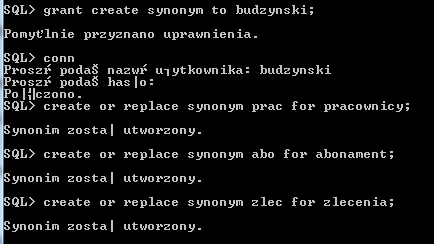 SQL> grant create synonym to budzynski;
Pomyťlnie przyznano uprawnienia.
SQL> conn
Proszŕ podaš nazwŕ u┐ytkownika: budzynski
Proszŕ podaš has│o:
Po│╣czono.
SQL> create or replace synonym prac for pracownicy;
Synonim zosta│ utworzony.
SQL> create or replace synonym abo for abonament;
Synonim zosta│ utworzony.
SQL> create or replace synonym zlec for zlecenia;
Synonim zosta│ utworzony.